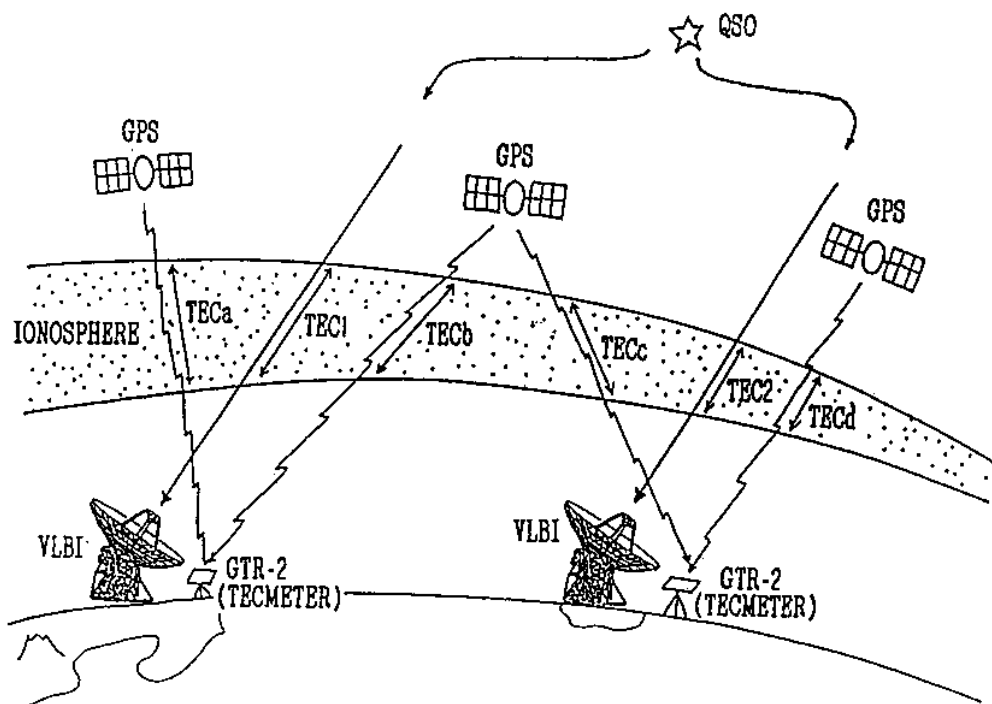 QSO
GPS
GPS
GPS
IONOSPHERE
TECa
TEC1
TECb
TECc
TEC2
TECd
VLBI
GTR-2
(TECMETER)
VLBI
GTR-2
(TECMETER)